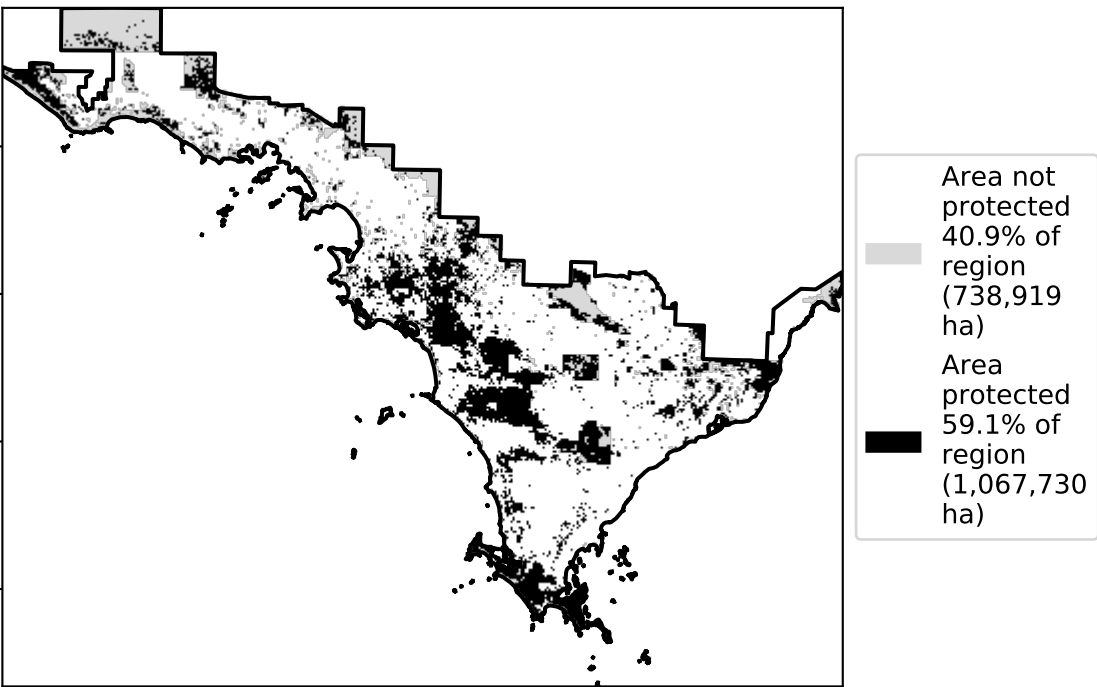 Area not
protected
40.9% of
region
(738,919
ha)
Area
protected
59.1% of
region
(1,067,730
ha)